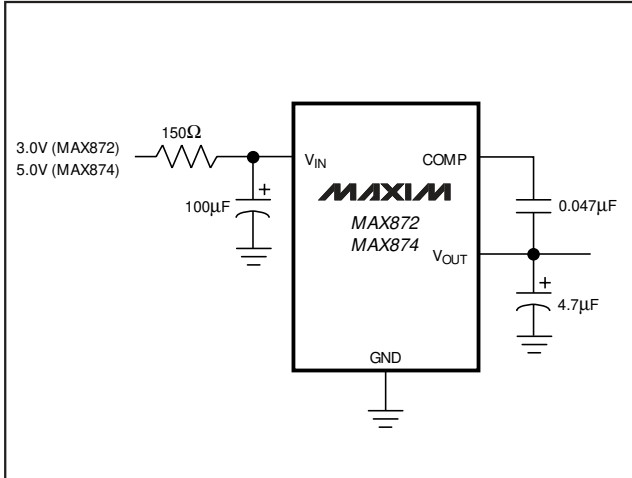 3.0V (MAX872)
5.0V (MAX874)
150Ω
+
100µF
VIN
COMP
MAXIM
MAX872
MAX874
VOUT
GND
0.047µF
+
4.7µF